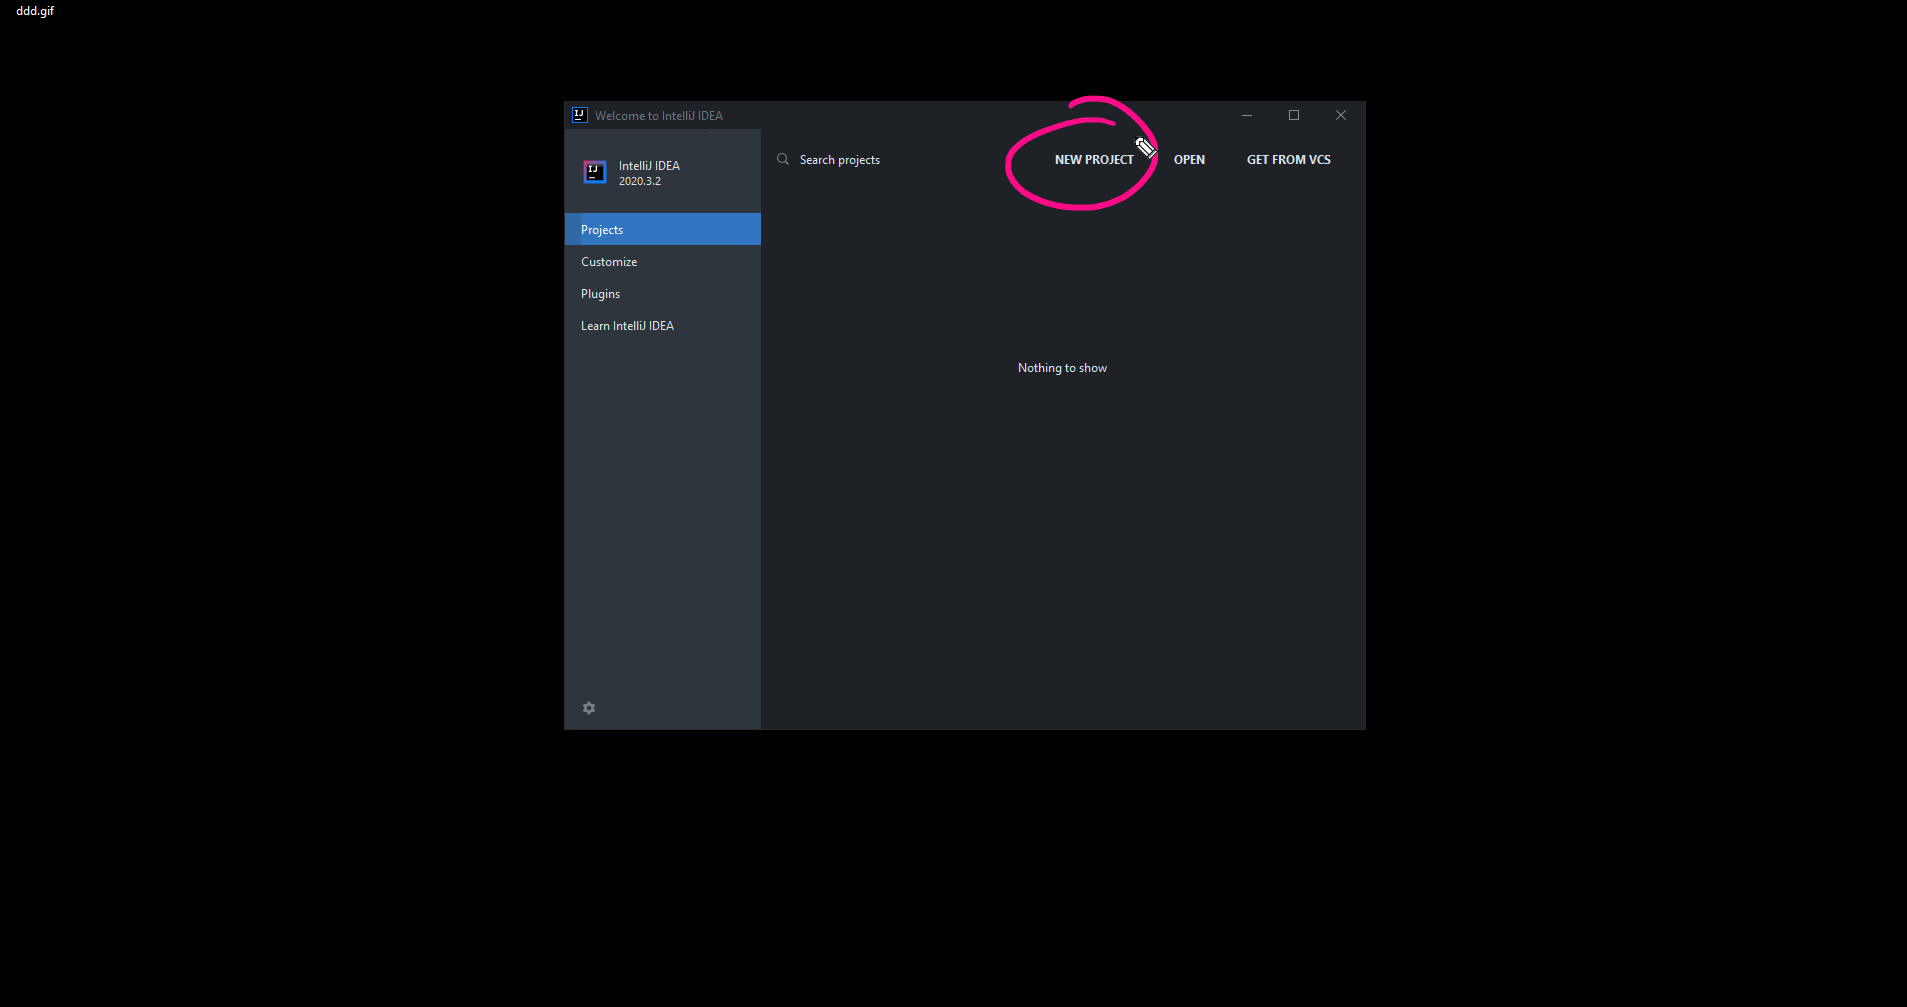 ddd.gif
Welcome to IntelliJ IDEA
IntelliJ IDEA
2020.3.2
Search projects
NEW PROJECT
OPEN
GET FROM VCS
Projects
Customize
Plugins
Learn IntelliJ IDEA
Nothing to show